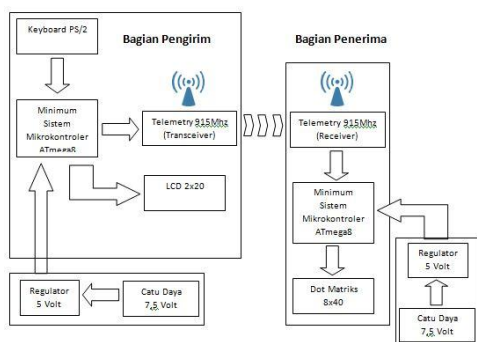 Keyboard PS/2
Bagian Pengirim
Bagian Penerima
Minimum
Sistem
Mikrokontroler
ATmega8
Telemetry 915Mhz
(Transceiver)
LCD 2x20
Regulator
5 Volt
Catu Daya
7,5 Volt
Telemetry 915Mhz
(Receiver)
Minimum
Sistem
Mikrokontroler
ATmega8
Dot Matriks
8x40
Regulator
5 Volt
Catu Daya
7,5 Volt